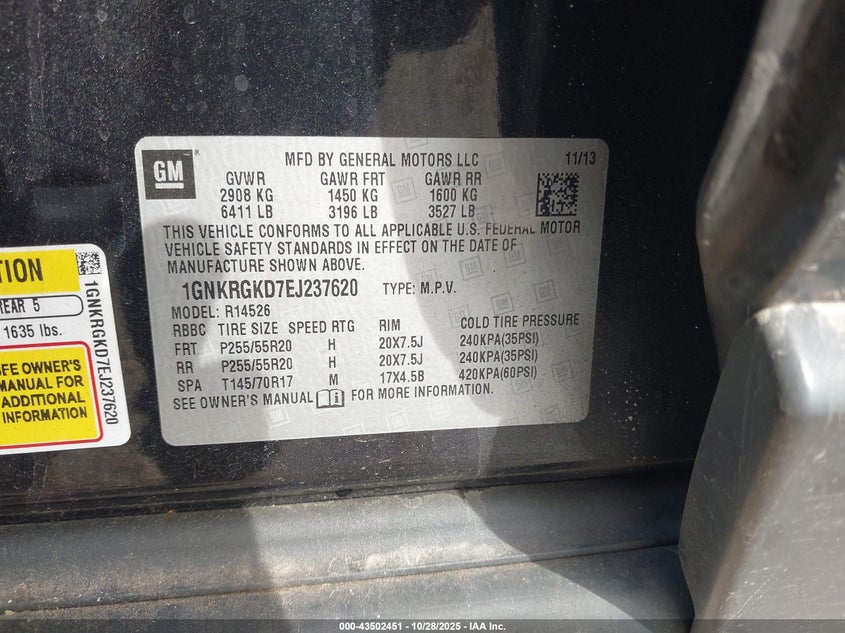 GM
MFD BY GENERAL MOTORS LLC 11/13
GVWR GAWR FRT GAWR RR
2908 KG 1450 KG 1600 KG
6411 LB 3196 LB 3527 LB
THIS VEHICLE CONFORMS TO ALL APPLICABLE U.S. FEDERAL MOTOR
VEHICLE SAFETY STANDARDS IN EFFECT ON THE DATE OF
MANUFACTURE SHOWN ABOVE.
1GNKRGKD7EJ237620 TYPE: M.P.V.
MODEL: R14526
RBBC TIRE SIZE SPEED RTG RIM COLD TIRE PRESSURE
FRT P255/55R20 H 20X7.5J 240KPA(35PSI)
RR P255/55R20 H 20X7.5J 240KPA(35PSI)
SPA T145/70R17 M 17X4.5B 420KPA(60PSI)
SEE OWNER'S MANUAL FOR MORE INFORMATION.
REAR 5
1635 lbs.
OWNER'S
MANUAL FOR
ADDITIONAL
INFORMATION
1GNKRGKD7EJ237620
000-43502451 | 10/28/2025 | IAA Inc.